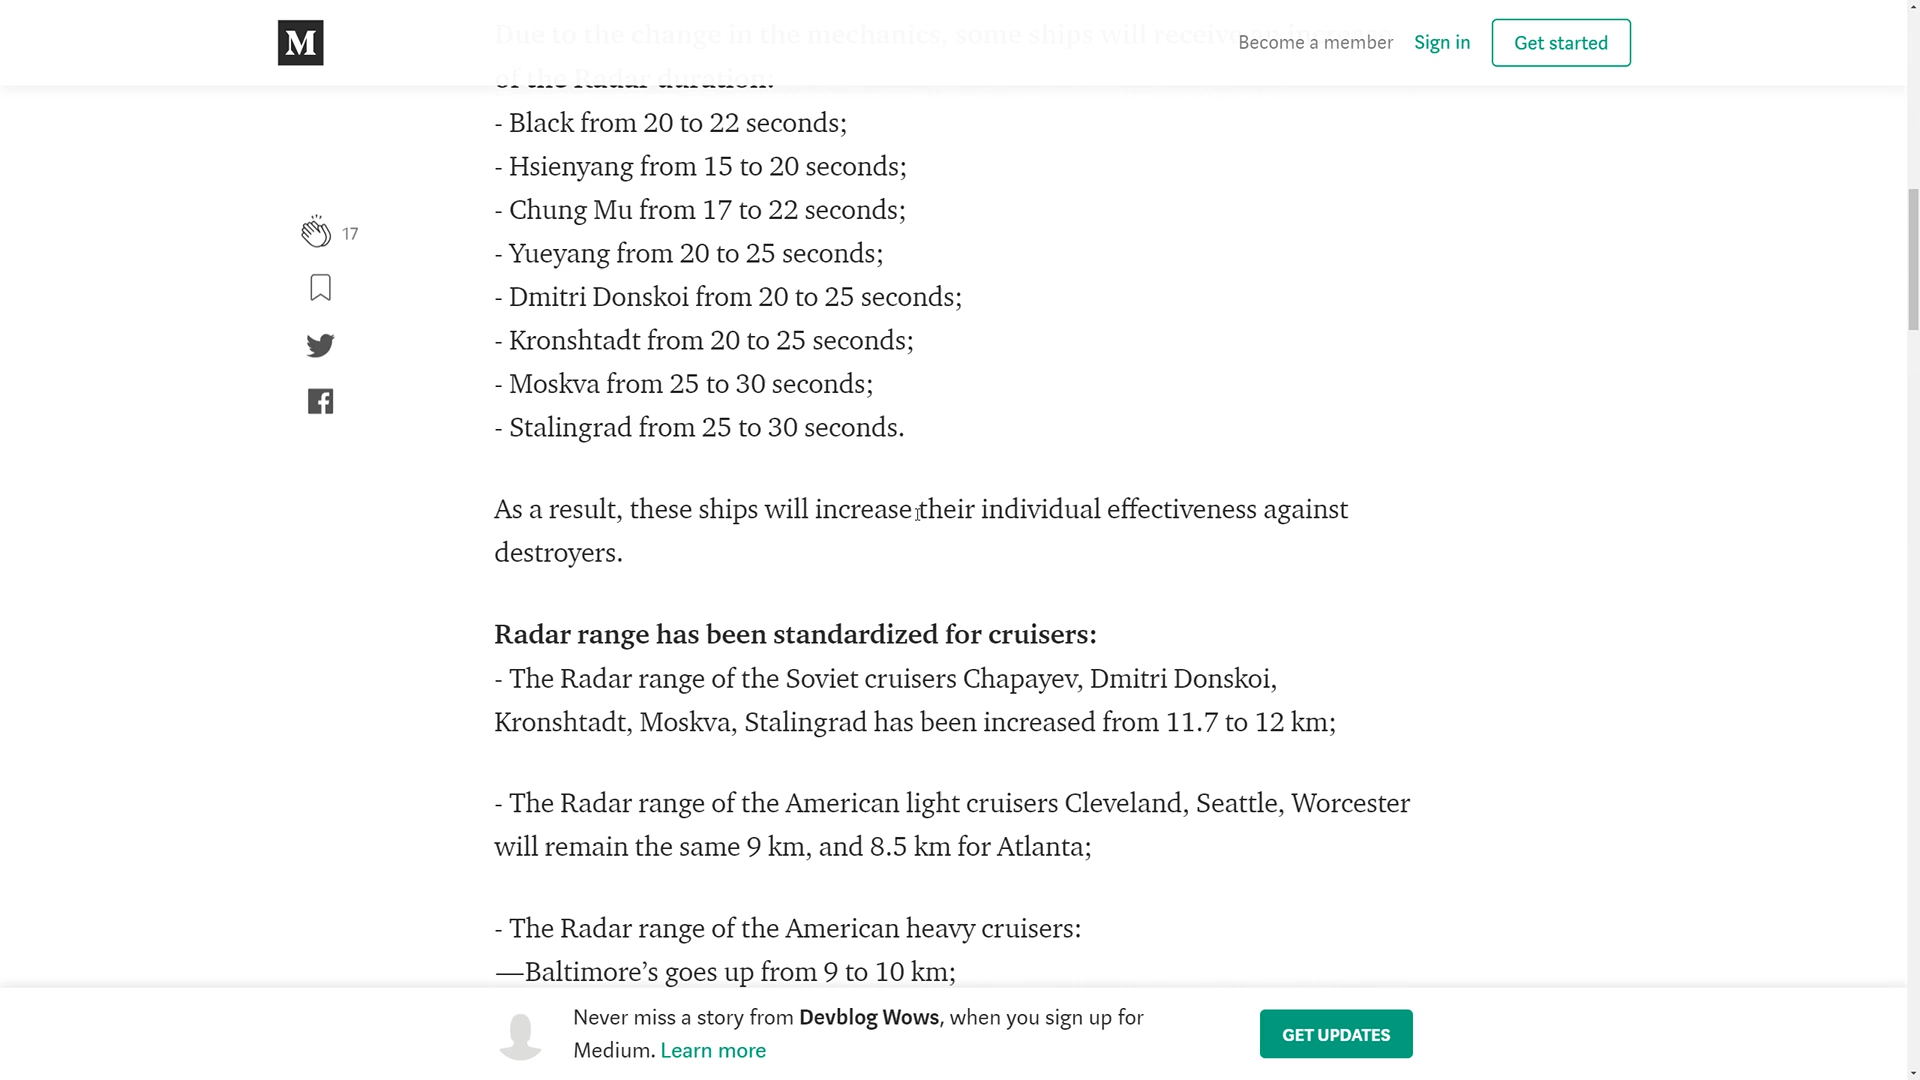 M
Due to the change in the mechanics, some ships will receive an increase
Become a member Sign in Get started
of the Radar duration:
- Black from 20 to 22 seconds;
- Hsienyang from 15 to 20 seconds;
- Chung Mu from 17 to 22 seconds;
17
- Yueyang from 20 to 25 seconds;
- Dmitri Donskoi from 20 to 25 seconds;
- Kronshtadt from 20 to 25 seconds;
- Moskva from 25 to 30 seconds;
- Stalingrad from 25 to 30 seconds.
As a result, these ships will increase their individual effectiveness against
destroyers.
Radar range has been standardized for cruisers:
- The Radar range of the Soviet cruisers Chapayev, Dmitri Donskoi,
Kronshtadt, Moskva, Stalingrad has been increased from 11.7 to 12 km;
- The Radar range of the American light cruisers Cleveland, Seattle, Worcester
will remain the same 9 km, and 8.5 km for Atlanta;
- The Radar range of the American heavy cruisers:
—Baltimore’s goes up from 9 to 10 km;
Never miss a story from Devblog Wows, when you sign up for
Medium. Learn more
GET UPDATES